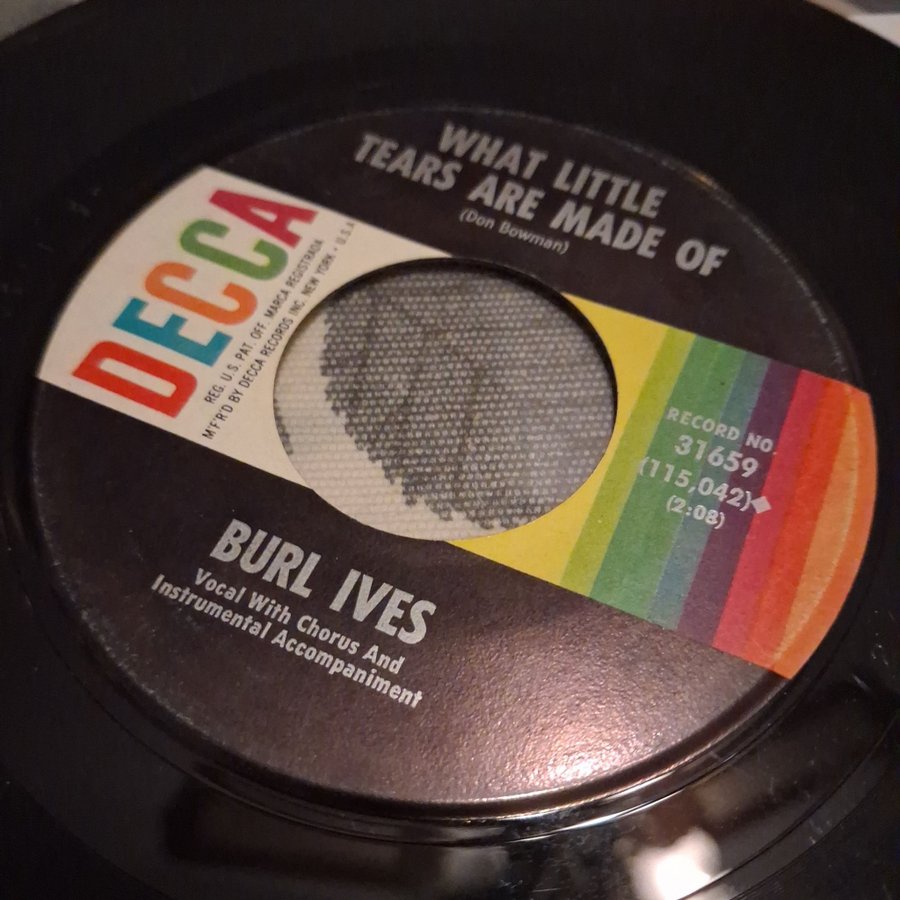 WHAT LITTLE
TEARS ARE MADE OF
(Don Bowman)
DECCA
REG. U.S. PAT. OFF. MARCA REGISTRADA
M'F'R'D BY DECCA RECORDS INC. NEW YORK • U.S.A
RECORD NO.
31659
(115,042)◆
(2:08)
BURL IVES
Vocal With Chorus And
Instrumental Accompaniment